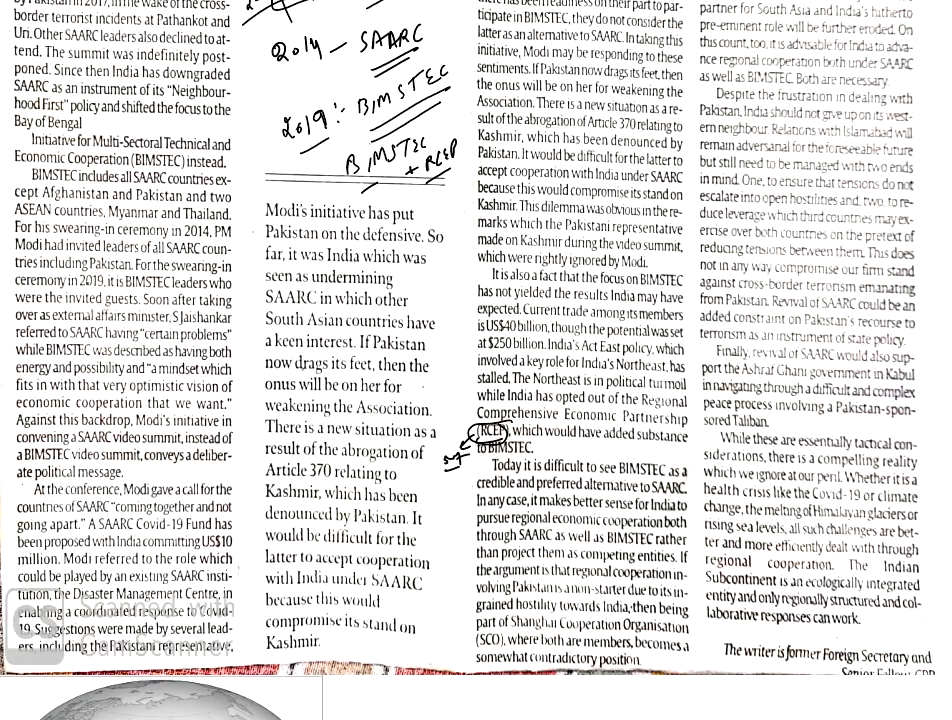 by Pakistan in 2017, in the wake of the cross-
border terrorist incidents at Pathankot and
Uri. Other SAARC leaders also declined to at-
tend. The summit was indefinitely post-
poned. Since then India has downgraded
SAARC as an instrument of its "Neighbour-
hood First" policy and shifted the focus to the
Bay of Bengal
Initiative for Multi-Sectoral Technical and
Economic Cooperation (BIMSTEC) instead.
BIMSTEC includes all SAARC countries ex-
cept Afghanistan and Pakistan and two
ASEAN countries, Myanmar and Thailand.
For his swearing-in ceremony in 2014, PM
Modi had invited leaders of all SAARC coun-
tries including Pakistan. For the swearing-in
ceremony in 2019, it is BIMSTEC leaders who
were the invited guests. Soon after taking
over as external affairs minister, S Jaishankar
referred to SAARC having "certain problems"
while BIMSTEC was described as having both
energy and possibility and "a mindset which
fits in with that very optimistic vision of
economic cooperation that we want."
Against this backdrop, Modi's initiative in
convening a SAARC video summit, instead of
a BIMSTEC video summit, conveys a deliber-
ate political message.
At the conference, Modi gave a call for the
countries of SAARC "coming together and not
going apart." A SAARC Covid-19 Fund has
been proposed with India committing US$10
million. Modi referred to the role which
could be played by an existing SAARC insti-
tution, the Disaster Management Centre, in
enabling a coordinated response to Covid-
19. Suggestions were made by several lead-
ers, including the Pakistani representative,
CS Scanned with
CamScanner
2014 - SAARC
2019: BIMSTEC
BIMSTEC
+ RCEP
Modi's initiative has put
Pakistan on the defensive. So
far, it was India which was
seen as undermining
SAARC in which other
South Asian countries have
a keen interest. If Pakistan
now drags its feet, then the
onus will be on her for
weakening the Association.
There is a new situation as a
result of the abrogation of
Article 370 relating to
Kashmir, which has been
denounced by Pakistan. It
would be difficult for the
latter to accept cooperation
with India under SAARC
because this would
compromise its stand on
Kashmir.
there has been readiness on their part to par-
ticipate in BIMSTEC, they do not consider the
latter as an alternative to SAARC. In taking this
initiative, Modi may be responding to these
sentiments. If Pakistan now drags its feet, then
the onus will be on her for weakening the
Association. There is a new situation as a re-
sult of the abrogation of Article 370 relating to
Kashmir, which has been denounced by
Pakistan. It would be difficult for the latter to
accept cooperation with India under SAARC
because this would compromise its stand on
Kashmir. This dilemma was obvious in the re-
marks which the Pakistani representative
made on Kashmir during the video summit,
which were rightly ignored by Modi.
It is also a fact that the focus on BIMSTEC
has not yielded the results India may have
expected. Current trade among its members
is US$40 billion, though the potential was set
at $250 billion. India's Act East policy, which
involved a key role for India's Northeast, has
stalled. The Northeast is in political turmoil
while India has opted out of the Regional
Comprehensive Economic Partnership
(RCEP), which would have added substance
to BIMSTEC.
Today it is difficult to see BIMSTEC as a
credible and preferred alternative to SAARC.
In any case, it makes better sense for India to
pursue regional economic cooperation both
through SAARC as well as BIMSTEC rather
than project them as competing entities. If
the argument is that regional cooperation in-
volving Pakistan is a non-starter due to its in-
grained hostility towards India, then being
part of Shanghai Cooperation Organisation
(SCO), where both are members, becomes a
somewhat contradictory position.
partner for South Asia and India's hitherto
pre-eminent role will be further eroded. On
this count, too, it is advisable for India to adva-
nce regional cooperation both under SAARC
as well as BIMSTEC. Both are necessary.
Despite the frustration in dealing with
Pakistan, India should not give up on its west-
ern neighbour. Relations with Islamabad will
remain adversarial for the foreseeable future
but still need to be managed with two ends
in mind. One, to ensure that tensions do not
escalate into open hostilities and, two, to re-
duce leverage which third countries may ex-
ercise over both countries on the pretext of
reducing tensions between them. This does
not in any way compromise our firm stand
against cross-border terrorism emanating
from Pakistan. Revival of SAARC could be an
added constraint on Pakistan's recourse to
terrorism as an instrument of state policy.
Finally, revival of SAARC would also sup-
port the Ashraf Ghani government in Kabul
in navigating through a difficult and complex
peace process involving a Pakistan-spon-
sored Taliban.
While these are essentially tactical con-
siderations, there is a compelling reality
which we ignore at our peril. Whether it is a
health crisis like the Covid-19 or climate
change, the melting of Himalayan glaciers or
rising sea levels, all such challenges are bet-
ter and more efficiently dealt with through
regional cooperation. The Indian
Subcontinent is an ecologically integrated
entity and only regionally structured and col-
laborative responses can work.
The writer is former Foreign Secretary and
Senior Fellow, CPR